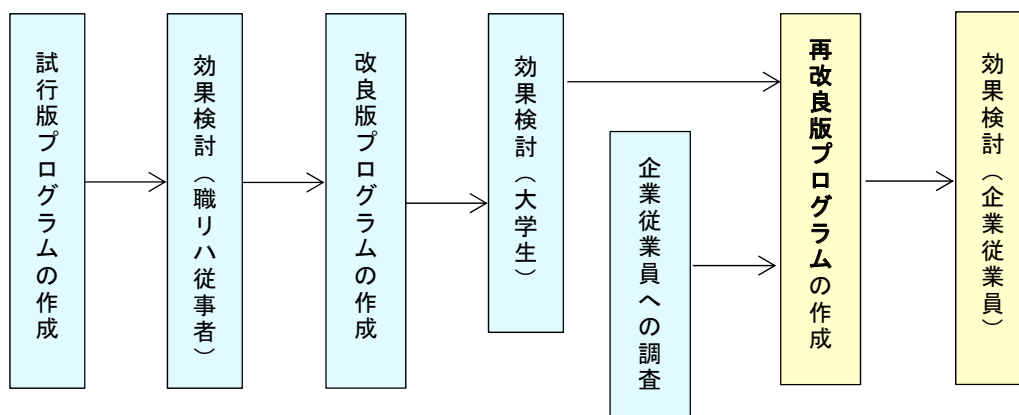 試行版プログラムの作成
効果検討（職リハ従事者）
改良版プログラムの作成
効果検討（大学生）
企業従業員への調査
再改良版プログラムの作成
効果検討（企業従業員）